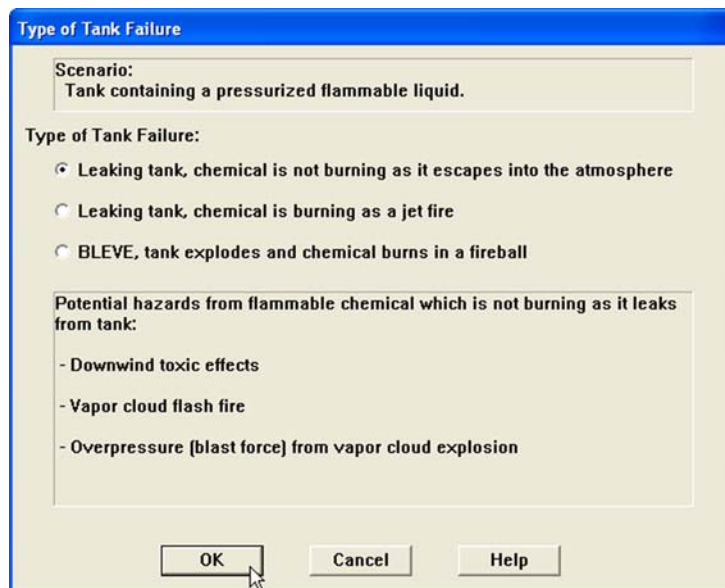 Type of Tank Failure
Scenario:
Tank containing a pressurized flammable liquid.
Type of Tank Failure:
Leaking tank, chemical is not burning as it escapes into the atmosphere
Leaking tank, chemical is burning as a jet fire
BLEVE, tank explodes and chemical burns in a fireball
Potential hazards from flammable chemical which is not burning as it leaks
from tank:
- Downwind toxic effects
- Vapor cloud flash fire
- Overpressure (blast force) from vapor cloud explosion
OK Cancel Help